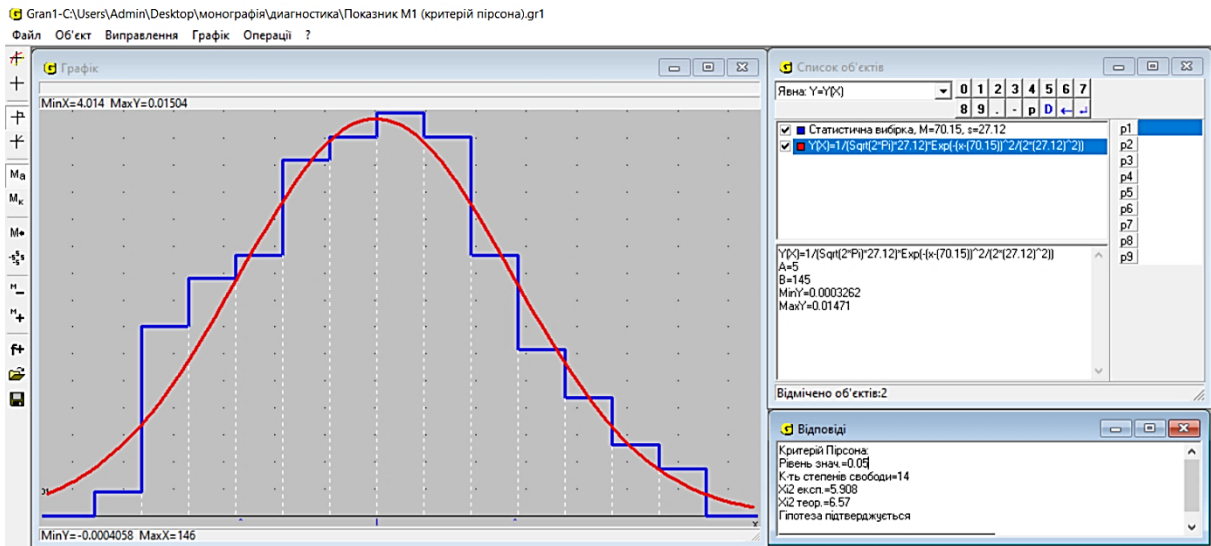 Gran1-C:\Users\Admin\Desktop\монографія\диагностика\Показник М1 (критерій пірсона).gr1
Файл Об'єкт Виправлення Графік Операції ?
Графік
MinX=4.014 MaxY=0.01504
MinY=-0.0004058 MaxX=146
x
Ma
Мк
M
M
M
f+
Список об'єктів
Явна: Y=Y(X)
0 1 2 3 4 5 6 7
8 9 . - p D
Статистична вибірка, M=70.15, s=27.12
Y(X)=1/(Sqrt(2*Pi)*27.12)*Exp(-(x-(70.15))^2/(2*(27.12)^2))
p1
p2
p3
p4
p5
p6
p7
p8
p9
Y(X)=1/(Sqrt(2*Pi)*27.12)*Exp(-(x-(70.15))^2/(2*(27.12)^2))
A=5
B=145
MinY=0.0003262
MaxY=0.01471
Відмічено об'єктів:2
Відповіді
Критерій Пірсона:
Рівень знач.=0.05
К-ть степенів свободи=14
Xi2 експ.=5.908
Xi2 теор.=6.57
Гіпотеза підтверджується